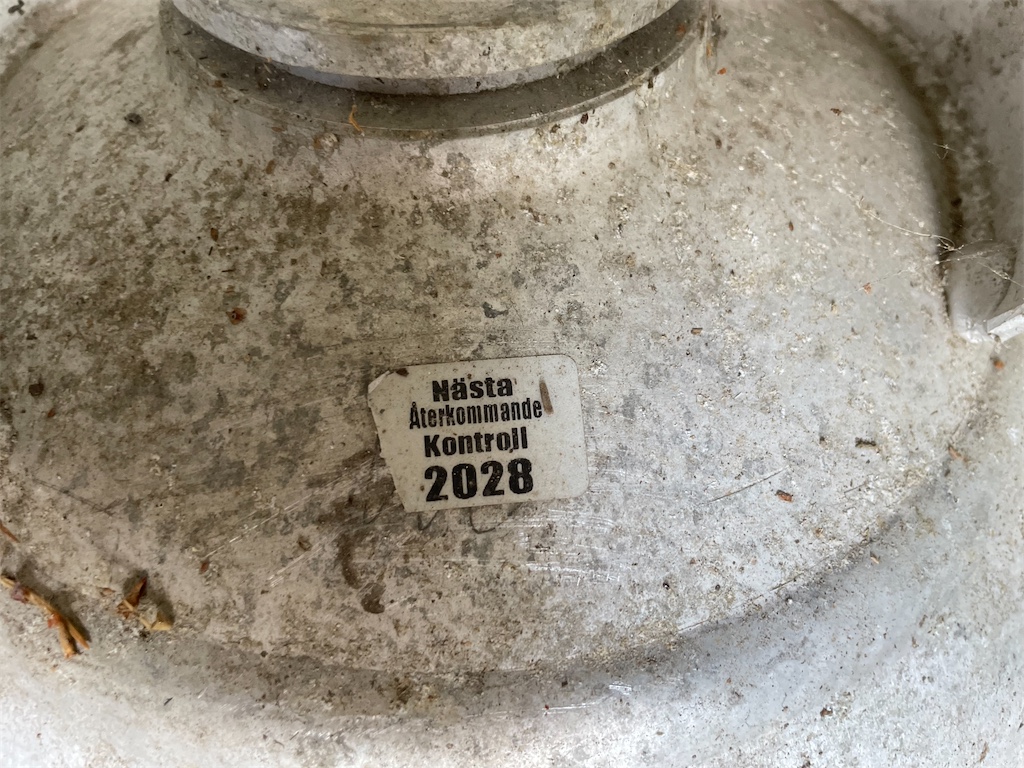 Nästa
Återkommande
Kontroll
2028